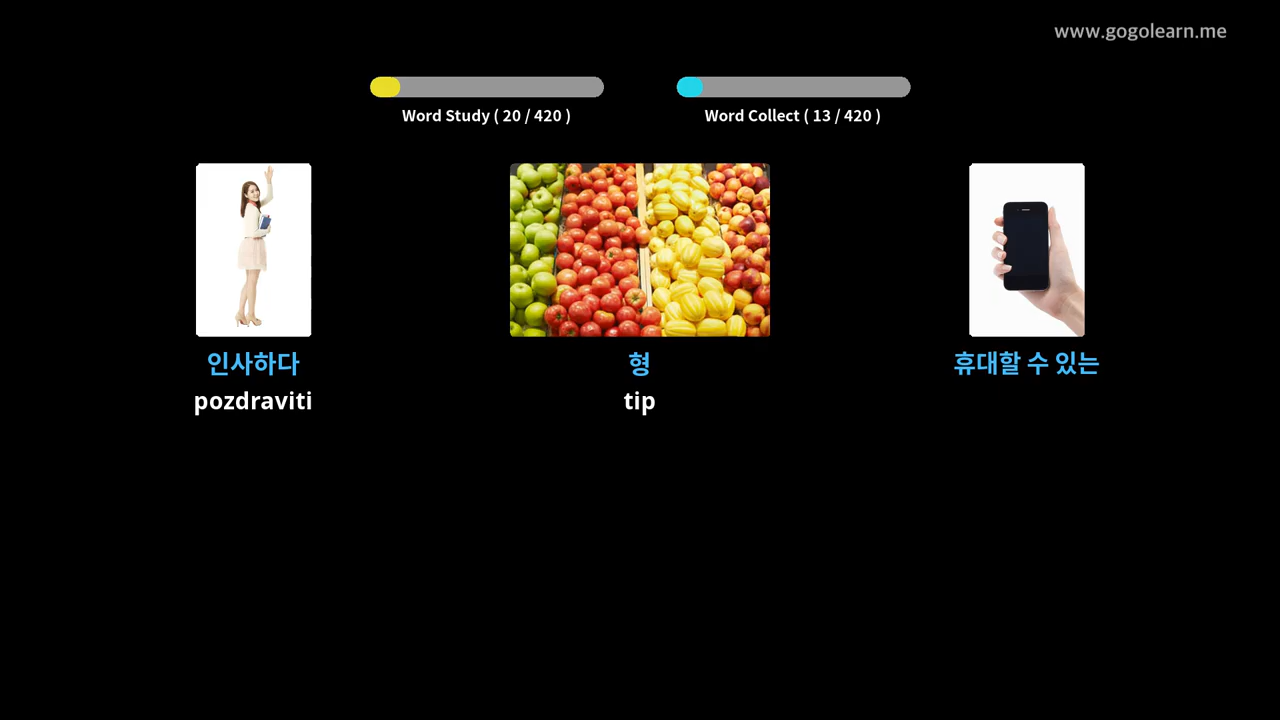 www.gogolearn.me
Word Study ( 20 / 420 )
Word Collect ( 13 / 420 )
인사하다
형
휴대할 수 있는
pozdraviti
tip